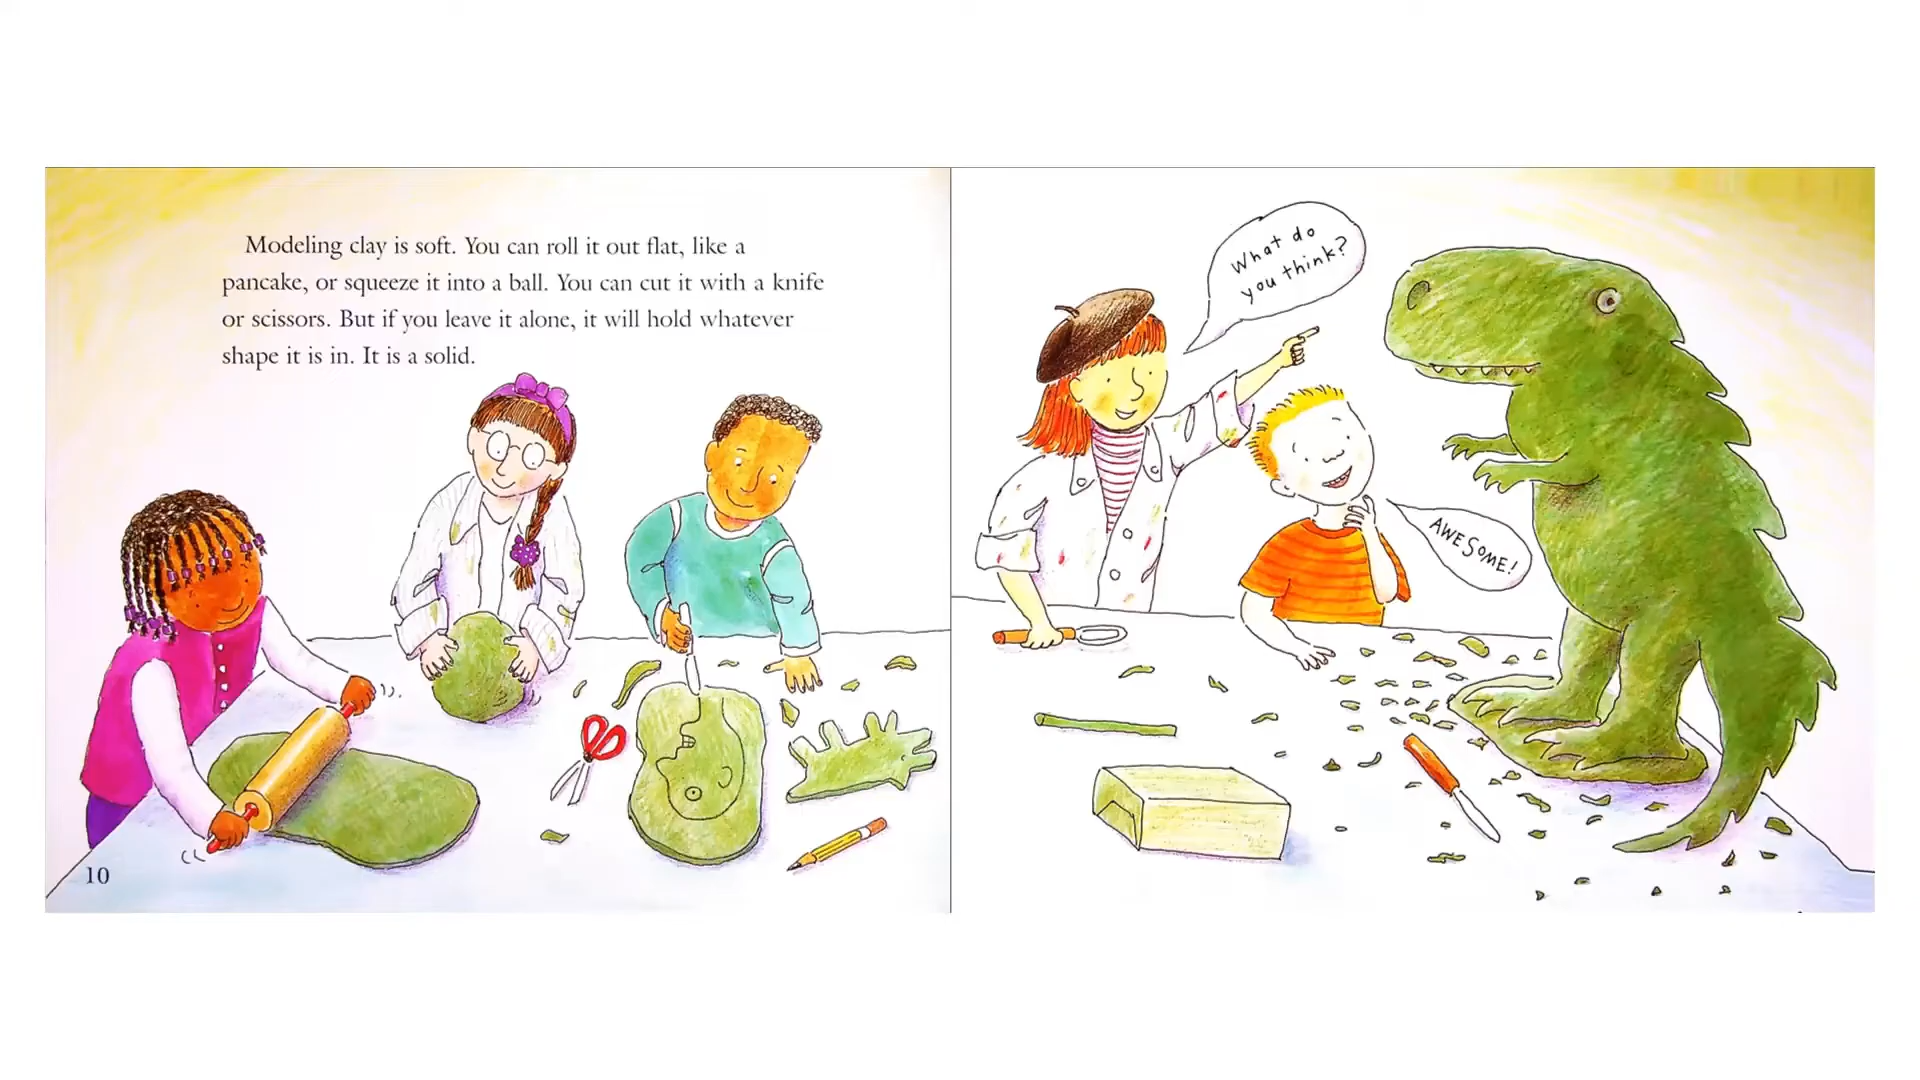 Modeling clay is soft. You can roll it out flat, like a
pancake, or squeeze it into a ball. You can cut it with a knife
or scissors. But if you leave it alone, it will hold whatever
shape it is in. It is a solid.
10
What do
you think?
AWESOME!